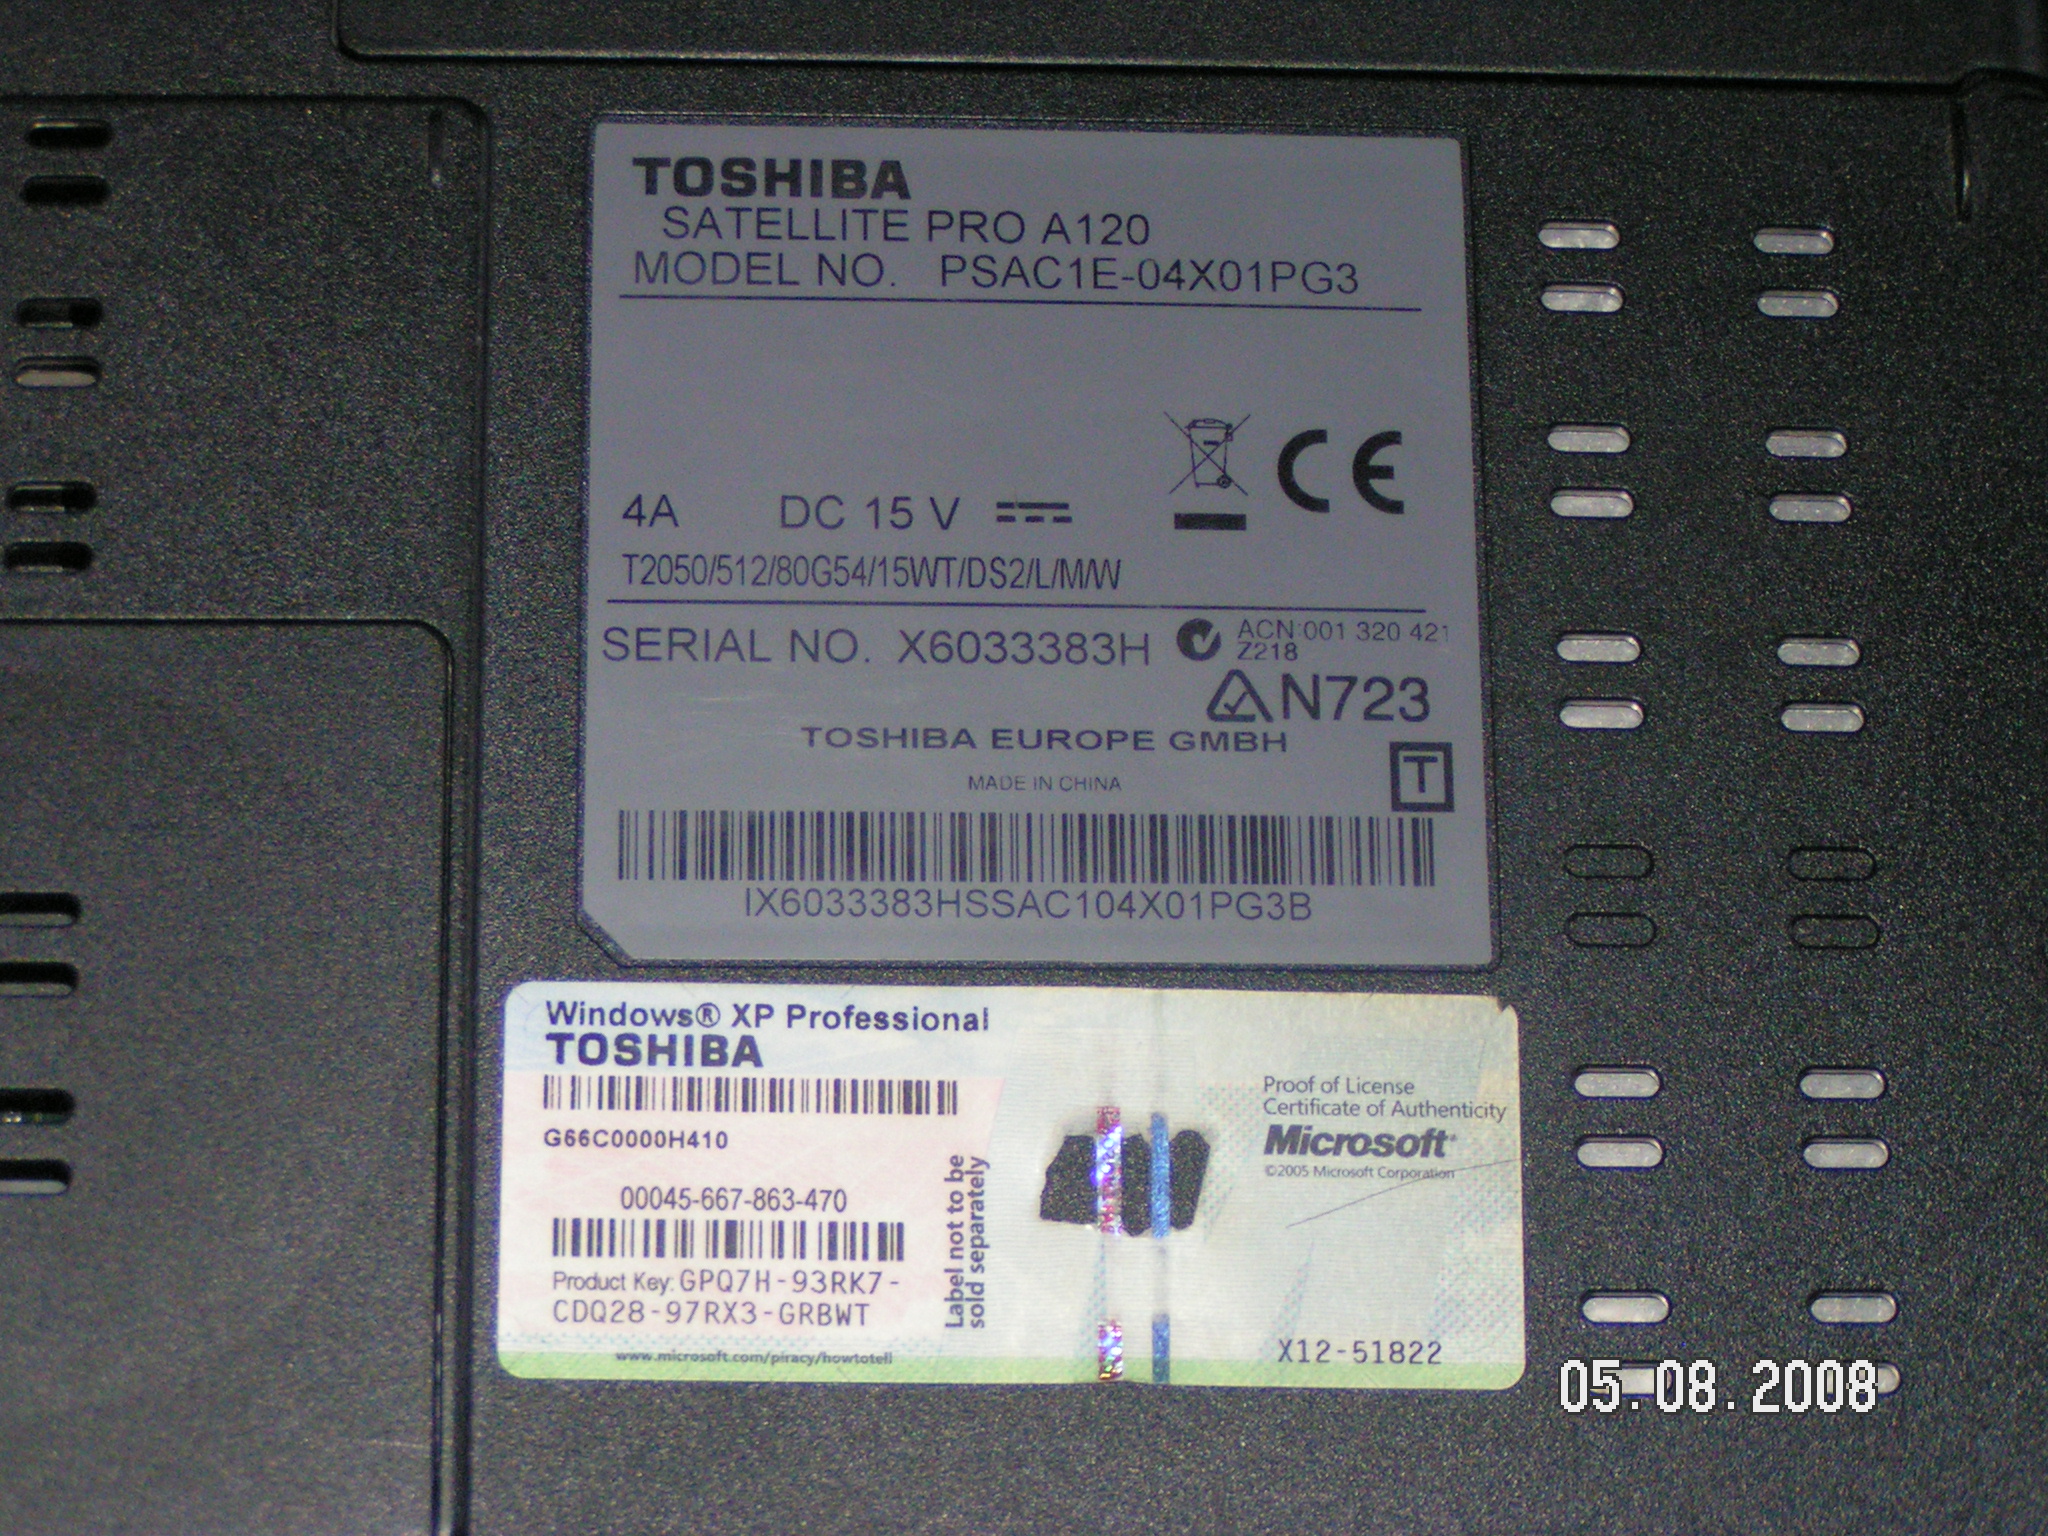 TOSHIBA
SATELLITE PRO A120
MODEL NO. PSAC1E-04X01PG3
CE
4A DC 15 V
T2050/512/80G54/15WT/DS2/L/M/W
SERIAL NO. X6033383H
ACN:001 320 421
Z218
N723
TOSHIBA EUROPE GMBH
T
MADE IN CHINA
IX6033383HSSAC104X01PG3B
Windows® XP Professional
TOSHIBA
G66C0000H410
00045-667-863-470
Product Key: GPQ7H-93RK7-
CDQ28-97RX3-GRBWT
www.microsoft.com/piracy/howtotell
Label not to be
sold separately
Proof of License
Certificate of Authenticity
Microsoft®
©2005 Microsoft Corporation
X12-51822
05.08.2008